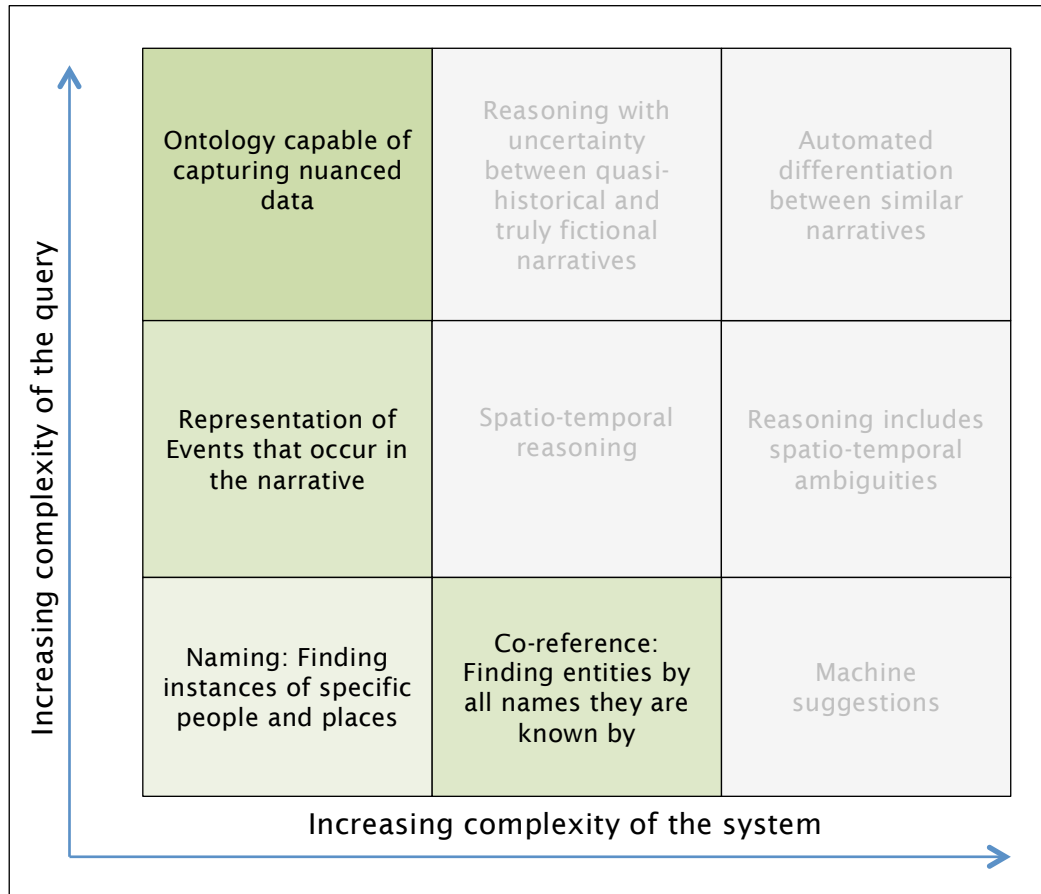 Increasing complexity of the query
Ontology capable of
capturing nuanced
data
Reasoning with
uncertainty
between quasi-
historical and
truly fictional
narratives
Automated
differentiation
between similar
narratives
Representation of
Events that occur in
the narrative
Spatio-temporal
reasoning
Reasoning includes
spatio-temporal
ambiguities
Naming: Finding
instances of specific
people and places
Co-reference:
Finding entities by
all names they are
known by
Machine
suggestions
Increasing complexity of the system